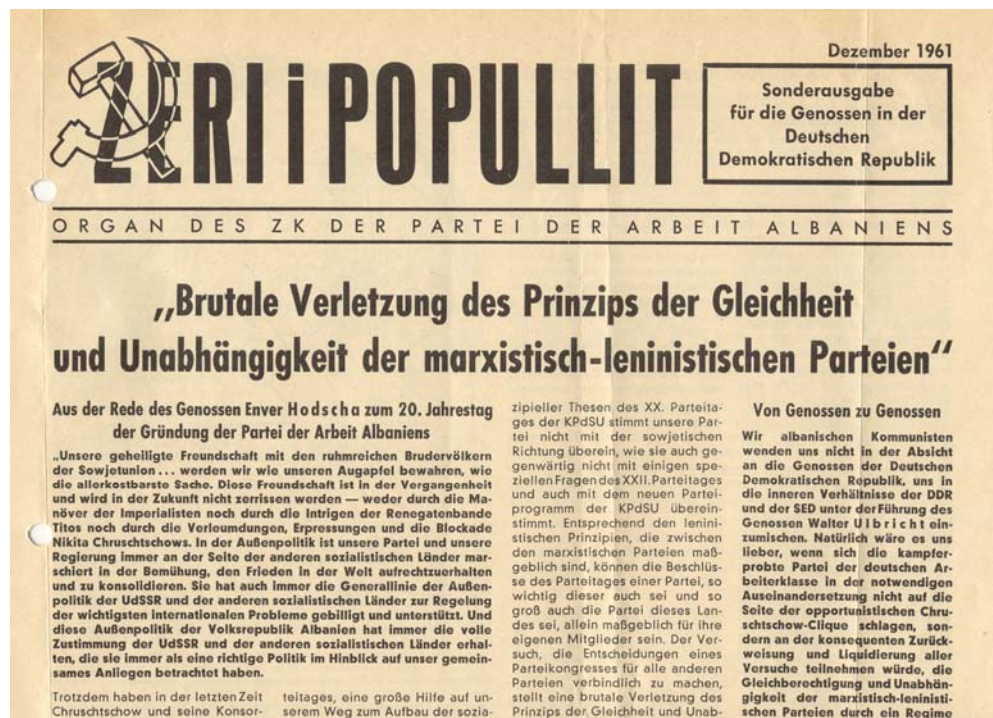 Dezember 1961
ZERI i POPULLIT
Sonderausgabe
für die Genossen in der
Deutschen
Demokratischen Republik
ORGAN DES ZK DER PARTEI DER ARBEIT ALBANIENS
„Brutale Verletzung des Prinzips der Gleichheit
und Unabhängigkeit der marxistisch-leninistischen Parteien“
Aus der Rede des Genossen Enver Hodscha zum 20. Jahrestag
der Gründung der Partei der Arbeit Albaniens
„Unsere geheiligte Freundschaft mit den ruhmreichen Brudervölkern
der Sowjetunion ... werden wir wie unseren Augapfel bewahren, wie
die allerkostbarste Sache. Diese Freundschaft ist in der Vergangenheit
und wird in der Zukunft nicht zerrissen werden — weder durch die Ma-
növer der Imperialisten noch durch die Intrigen der Renegatenbande
Titos noch durch die Verleumdungen, Erpressungen und die Blockade
Nikita Chruschtschows. In der Außenpolitik ist unsere Partei und unsere
Regierung immer an der Seite der anderen sozialistischen Länder mar-
schiert in der Bemühung, den Frieden in der Welt aufrechtzuerhalten
und zu konsolidieren. Sie hat auch immer die Generallinie der Außen-
politik der UdSSR und der anderen sozialistischen Länder zur Regelung
der wichtigsten internationalen Probleme gebilligt und unterstützt. Und
diese Außenpolitik der Volksrepublik Albanien hat immer die volle
Zustimmung der UdSSR und der anderen sozialistischen Länder erhal-
ten, die sie immer als eine richtige Politik im Hinblick auf unser gemein-
sames Anliegen betrachtet haben.
Trotzdem haben in der letzten Zeit
Chruschtschow und seine Konsor-
teitages, eine große Hilfe auf un-
serem Weg zum Aufbau der sozia-
zipieller Thesen des XX. Parteita-
ges der KPdSU stimmt unsere Par-
tei nicht mit der sowjetischen
Richtung überein, wie sie auch ge-
genwärtig nicht mit einigen spe-
ziellen Fragen des XXII. Parteitages
und auch mit dem neuen Partei-
programm der KPdSU überein-
stimmt. Entsprechend den lenini-
stischen Prinzipien, die zwischen
den marxistischen Parteien maß-
geblich sind, können die Beschlüs-
se des Parteitages einer Partei, so
wichtig dieser auch sei und so
groß auch die Partei dieses Lan-
des sei, allein maßgeblich für ihre
eigenen Mitglieder sein. Der Ver-
such, die Entscheidungen eines
Parteikongresses für alle anderen
Parteien verbindlich zu machen,
stellt eine brutale Verletzung des
Prinzips der Gleichheit und Unab-
Von Genossen zu Genossen
Wir albanischen Kommunisten
wenden uns nicht in der Absicht
an die Genossen der Deutschen
Demokratischen Republik, uns in
die inneren Verhältnisse der DDR
und der SED unter der Führung des
Genossen Walter Ulbricht ein-
zumischen. Natürlich wäre es uns
lieber, wenn sich die kampfer-
probte Partei der deutschen Ar-
beiterklasse in der notwendigen
Auseinandersetzung nicht auf die
Seite der opportunistischen Chru-
schtschow-Clique schlagen, son-
dern an der konsequenten Zurück-
weisung und Liquidierung aller
Versuche teilnehmen würde, die
Gleichberechtigung und Unabhän-
gigkeit der marxistisch-leninisti-
schen Parteien durch ein Regime